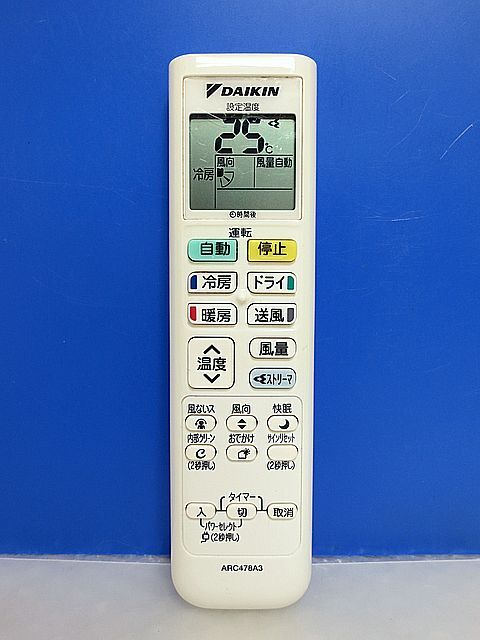 DAIKIN
設定温度
25℃
風向 風量自動
冷房
時間後
運転
自動 停止
冷房 ドライ
暖房 送風
温度 風量
ストリーマ
風ないス 風向 快眠
内部クリーン おでかけ サインリセット
(2秒押し) (2秒押し)
タイマー
入 切 取消
パワーセレクト
(2秒押し)
ARC478A3